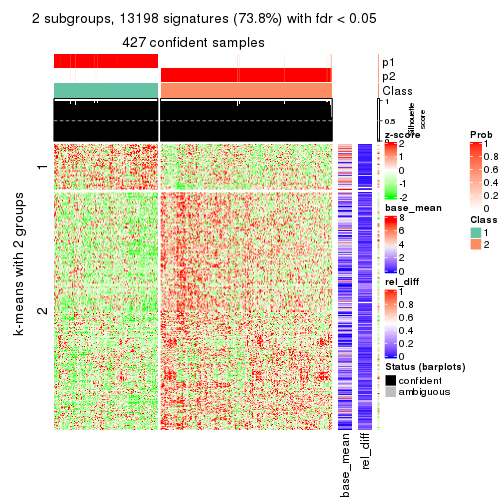 2 subgroups, 13198 signatures (73.8%) with fdr < 0.05
427 confident samples
p1
p2
Class
1
0.5
0
Silhouette
score
k-means with 2 groups
1
2
base_mean
rel_diff
z-score
2
1
0
-1
-2
base_mean
8
6
4
2
0
rel_diff
1
0.8
0.6
0.4
0.2
0
Status (barplots)
confident
ambiguous
Prob
1
0.8
0.6
0.4
0.2
0
Class
1
2